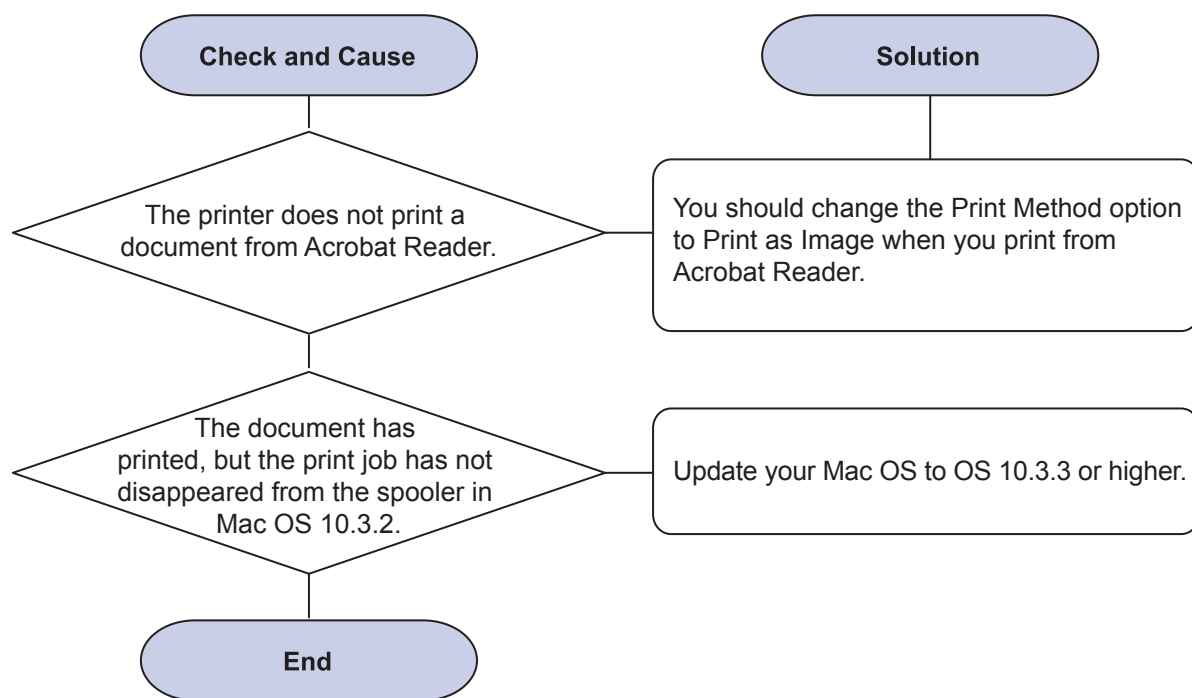 Check and Cause
Solution
The printer does not print a
document from Acrobat Reader.
You should change the Print Method option
to Print as Image when you print from
Acrobat Reader.
The document has
printed, but the print job has not
disappeared from the spooler in
Mac OS 10.3.2.
Update your Mac OS to OS 10.3.3 or higher.
End